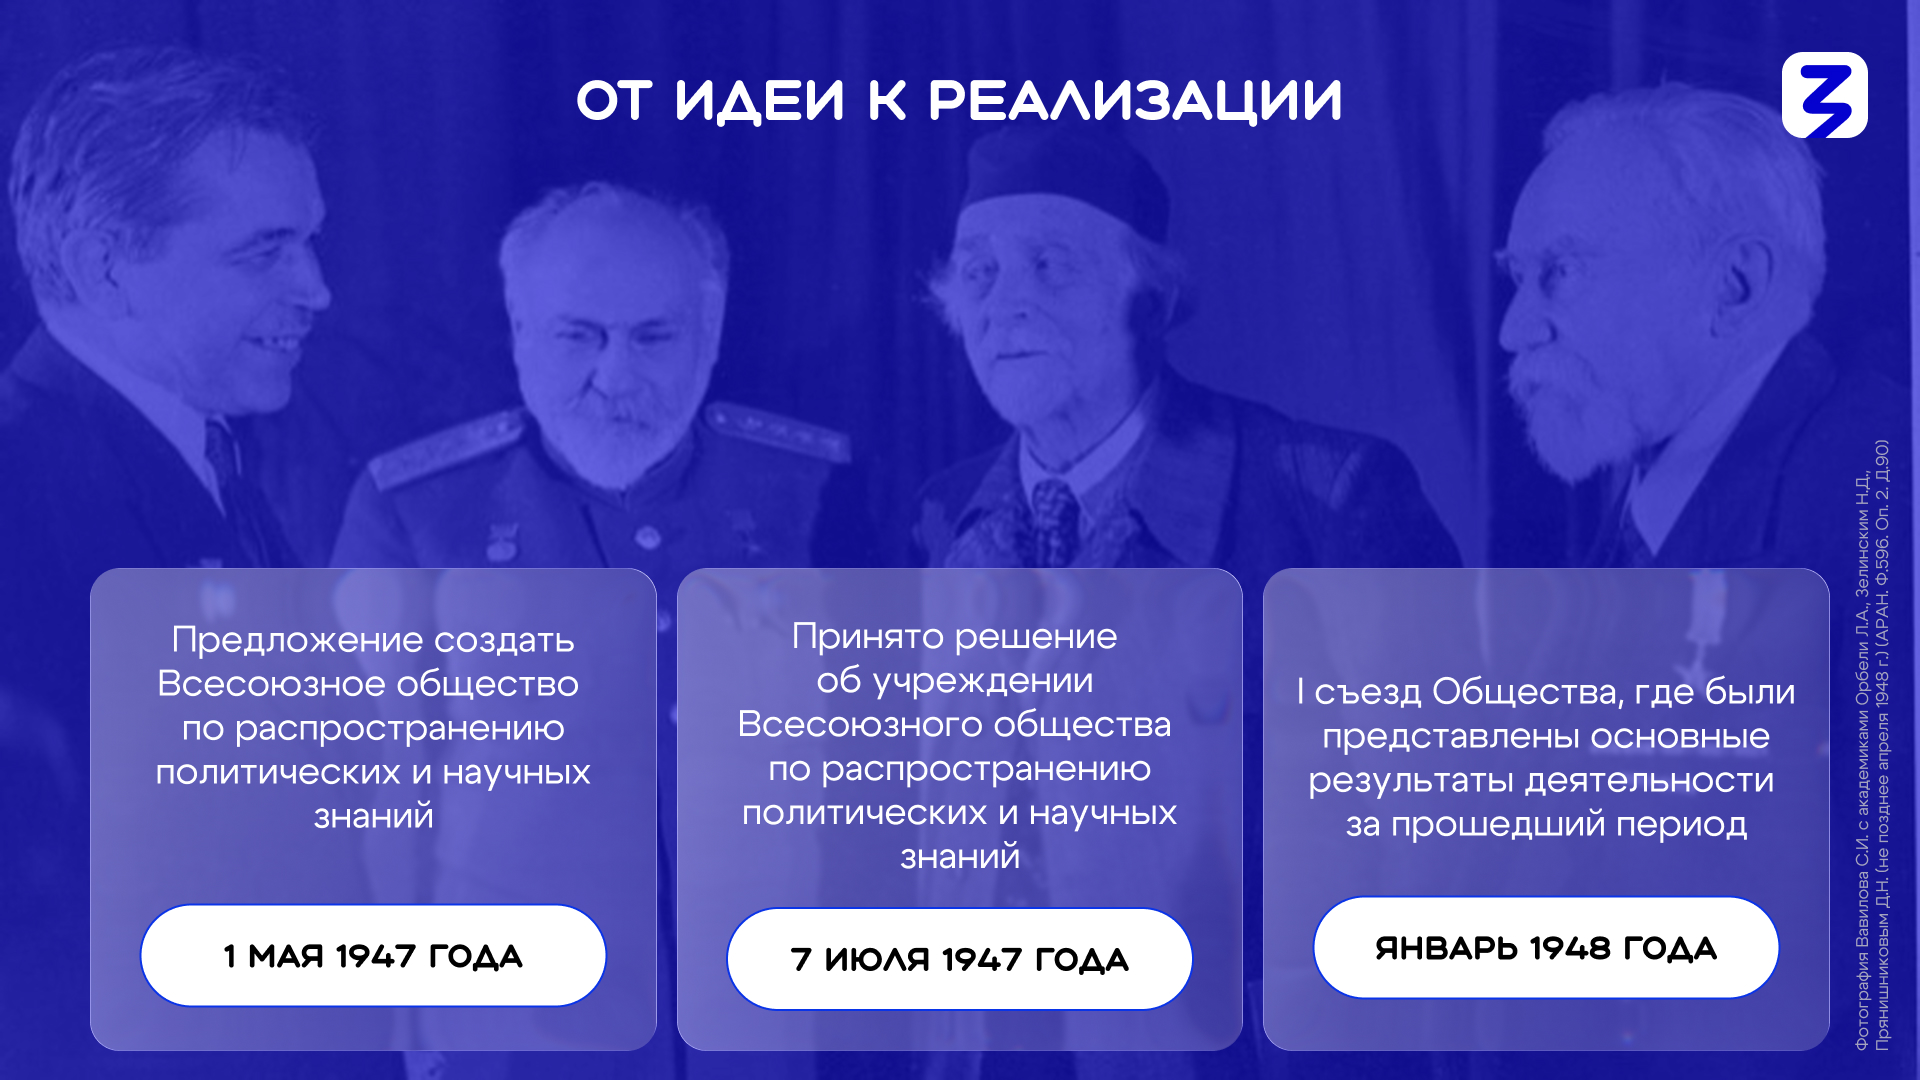 ОТ ИДЕИ К РЕАЛИЗАЦИИ
Предложение создать
Всесоюзное общество
по распространению
политических и научных
знаний
1 МАЯ 1947 ГОДА
Принято решение
об учреждении
Всесоюзного общества
по распространению
политических и научных
знаний
7 ИЮЛЯ 1947 ГОДА
I съезд Общества, где были
представлены основные
результаты деятельности
за прошедший период
ЯНВАРЬ 1948 ГОДА
Фотография Вавилова С.И. с академиками Орбели Л.А., Зелинским Н.Д.,
Прянишниковым Д.Н. (не позднее апреля 1948 г.) (АРАН. Ф.596. Оп. 2. Д.90)